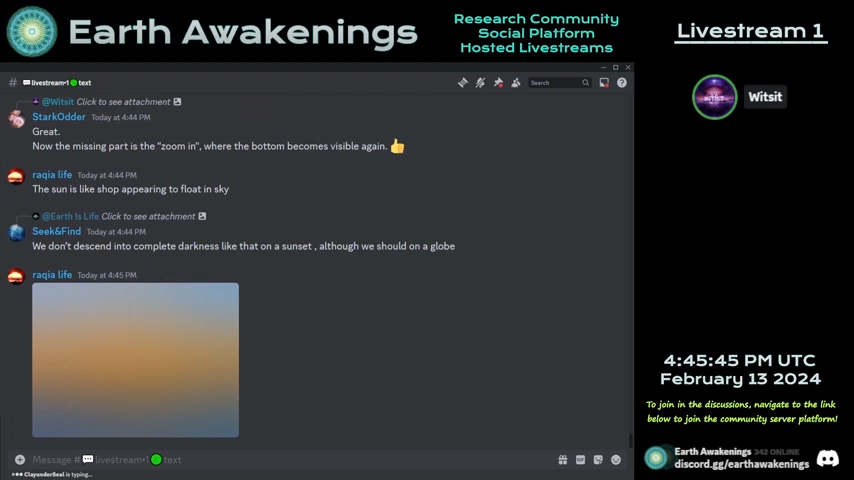 Earth Awakenings
Research Community
Social Platform
Hosted Livestreams
Livestream 1
# livestream•1 text
Search
@Witsit Click to see attachment
StarkOdder Today at 4:44 PM
Great.
Now the missing part is the "zoom in", where the bottom becomes visible again.
raqia life Today at 4:44 PM
The sun is like shop appearing to float in sky
@Earth Is Life Click to see attachment
Seek&Find Today at 4:44 PM
We don't descend into complete darkness like that on a sunset , although we should on a globe
raqia life Today at 4:45 PM
Message # livestream•1 text
GIF
ClayunderSeal is typing...
WITSIT
Witsit
4:45:45 PM UTC
February 13 2024
To join in the discussions, navigate to the link
below to join the community server platform!
Earth Awakenings 342 ONLINE
discord.gg/earthawakenings